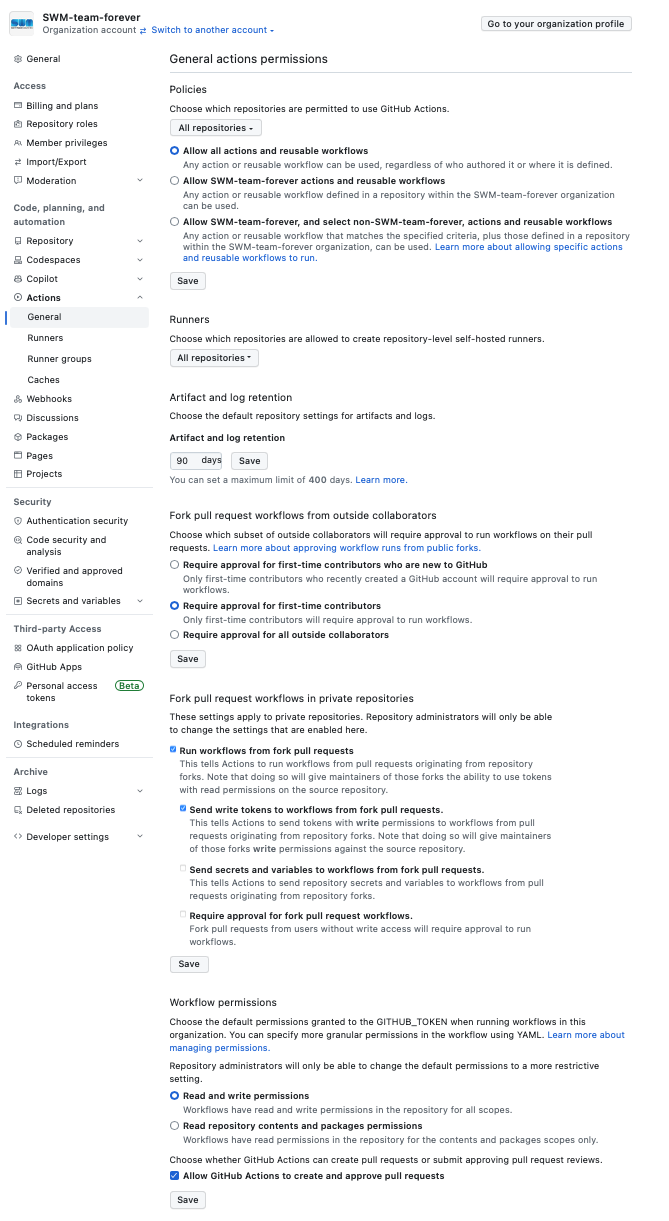 SWM-team-forever
Organization account ⇄ Switch to another account
Go to your organization profile
General
Access
Billing and plans
Repository roles
Member privileges
Import/Export
Moderation
Code, planning, and
automation
Repository
Codespaces
Copilot
Actions
General
Runners
Runner groups
Caches
Webhooks
Discussions
Packages
Pages
Projects
Security
Authentication security
Code security and
analysis
Verified and approved
domains
Secrets and variables
Third-party Access
OAuth application policy
GitHub Apps
Personal access
tokens
Beta
Integrations
Scheduled reminders
Archive
Logs
Deleted repositories
Developer settings
General actions permissions
Policies
Choose which repositories are permitted to use GitHub Actions.
All repositories
Allow all actions and reusable workflows
Any action or reusable workflow can be used, regardless of who authored it or where it is defined.
Allow SWM-team-forever actions and reusable workflows
Any action or reusable workflow defined in a repository within the SWM-team-forever organization
can be used.
Allow SWM-team-forever, and select non-SWM-team-forever, actions and reusable workflows
Any action or reusable workflow that matches the specified criteria, plus those defined in a repository
within the SWM-team-forever organization, can be used. Learn more about allowing specific actions
and reusable workflows to run.
Save
Runners
Choose which repositories are allowed to create repository-level self-hosted runners.
All repositories
Artifact and log retention
Choose the default repository settings for artifacts and logs.
Artifact and log retention
90 days
Save
You can set a maximum limit of 400 days. Learn more.
Fork pull request workflows from outside collaborators
Choose which subset of outside collaborators will require approval to run workflows on their pull
requests. Learn more about approving workflow runs from public forks.
Require approval for first-time contributors who are new to GitHub
Only first-time contributors who recently created a GitHub account will require approval to run
workflows.
Require approval for first-time contributors
Only first-time contributors will require approval to run workflows.
Require approval for all outside collaborators
Save
Fork pull request workflows in private repositories
These settings apply to private repositories. Repository administrators will only be able
to change the settings that are enabled here.
Run workflows from fork pull requests
This tells Actions to run workflows from pull requests originating from repository
forks. Note that doing so will give maintainers of those forks the ability to use tokens
with read permissions on the source repository.
Send write tokens to workflows from fork pull requests.
This tells Actions to send tokens with write permissions to workflows from pull
requests originating from repository forks. Note that doing so will give maintainers
of those forks write permissions against the source repository.
Send secrets and variables to workflows from fork pull requests.
This tells Actions to send repository secrets and variables to workflows from pull
requests originating from repository forks.
Require approval for fork pull request workflows.
Fork pull requests from users without write access will require approval to run
workflows.
Save
Workflow permissions
Choose the default permissions granted to the GITHUB_TOKEN when running workflows in this
organization. You can specify more granular permissions in the workflow using YAML. Learn more about
managing permissions.
Repository administrators will only be able to change the default permissions to a more restrictive
setting.
Read and write permissions
Workflows have read and write permissions in the repository for all scopes.
Read repository contents and packages permissions
Workflows have read permissions in the repository for the contents and packages scopes only.
Choose whether GitHub Actions can create pull requests or submit approving pull request reviews.
Allow GitHub Actions to create and approve pull requests
Save